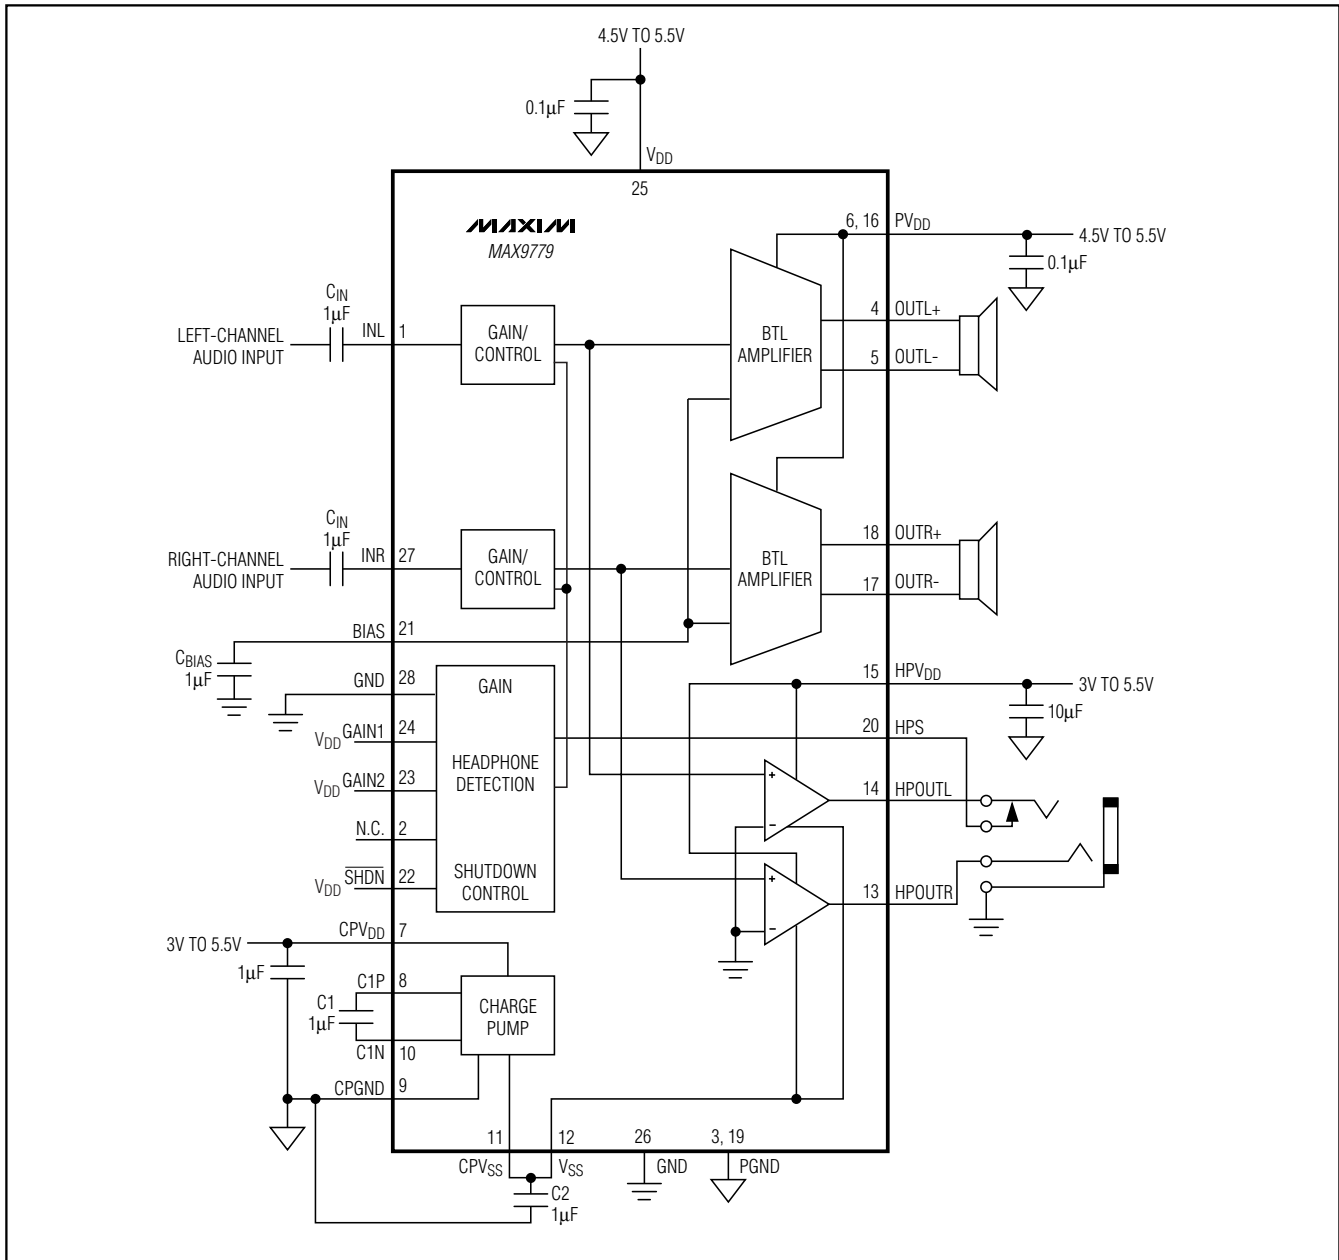 4.5V TO 5.5V
0.1µF
VDD
25
MAXIM
MAX9779
6, 16 PVDD
4.5V TO 5.5V
0.1µF
CIN
1µF
LEFT-CHANNEL
AUDIO INPUT
INL 1
GAIN/
CONTROL
BTL
AMPLIFIER
4 OUTL+
5 OUTL-
CIN
1µF
RIGHT-CHANNEL
AUDIO INPUT
INR 27
GAIN/
CONTROL
BTL
AMPLIFIER
18 OUTR+
17 OUTR-
BIAS 21
CBIAS
1µF
GND 28
VDD GAIN1 24
VDD GAIN2 23
N.C. 2
VDD SHDN 22
GAIN
HEADPHONE
DETECTION
SHUTDOWN
CONTROL
15 HPVDD
3V TO 5.5V
10µF
20 HPS
+
−
14 HPOUTL
+
−
13 HPOUTR
3V TO 5.5V
CPVDD 7
1µF
C1P 8
C1
1µF
C1N 10
CHARGE
PUMP
CPGND 9
11
CPVSS
12
VSS
26
GND
3, 19
PGND
C2
1µF